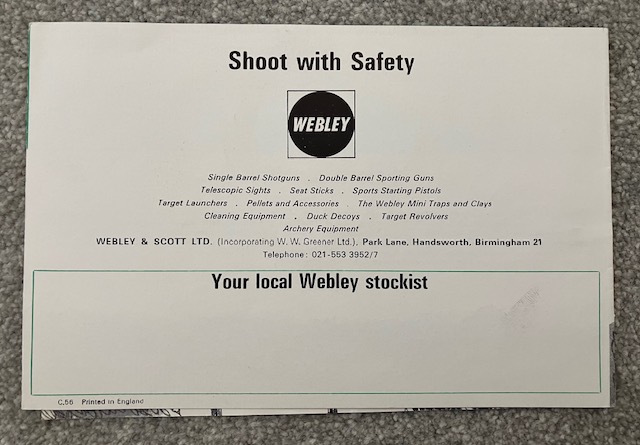 Shoot with Safety
WEBLEY
Single Barrel Shotguns . Double Barrel Sporting Guns
Telescopic Sights . Seat Sticks . Sports Starting Pistols
Target Launchers . Pellets and Accessories . The Webley Mini Traps and Clays
Cleaning Equipment . Duck Decoys . Target Revolvers
Archery Equipment
WEBLEY & SCOTT LTD. (Incorporating W. W. Greener Ltd.), Park Lane, Handsworth, Birmingham 21
Telephone: 021-553 3952/7
Your local Webley stockist
C.56 Printed in England